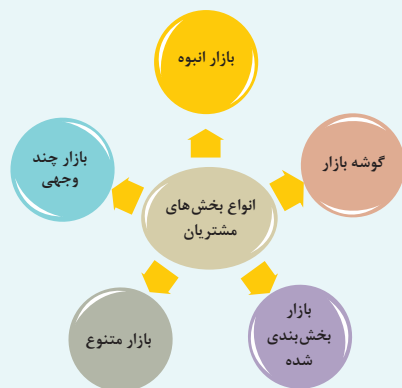 بازار انبوه
گوشه بازار
بازار چند
وجهی
انواع بخش‌های
مشتریان
بازار
بخش‌بندی
شده
بازار متنوع